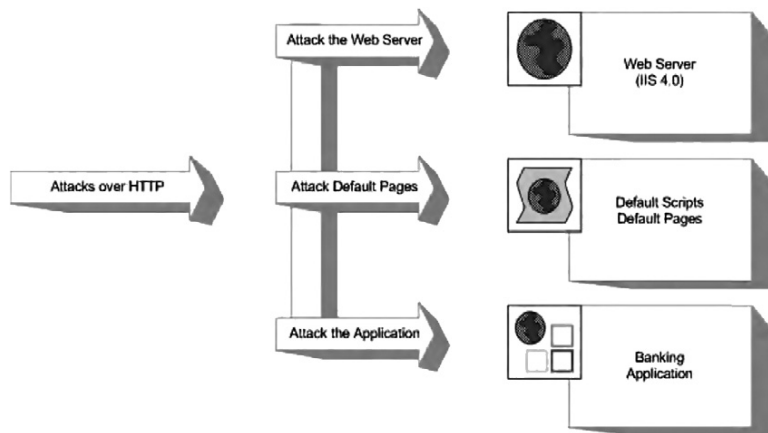 Attack the Web Server
Web Server
(IIS 4.0)
Attacks over HTTP
Attack Default Pages
Default Scripts
Default Pages
Attack the Application
Banking
Application